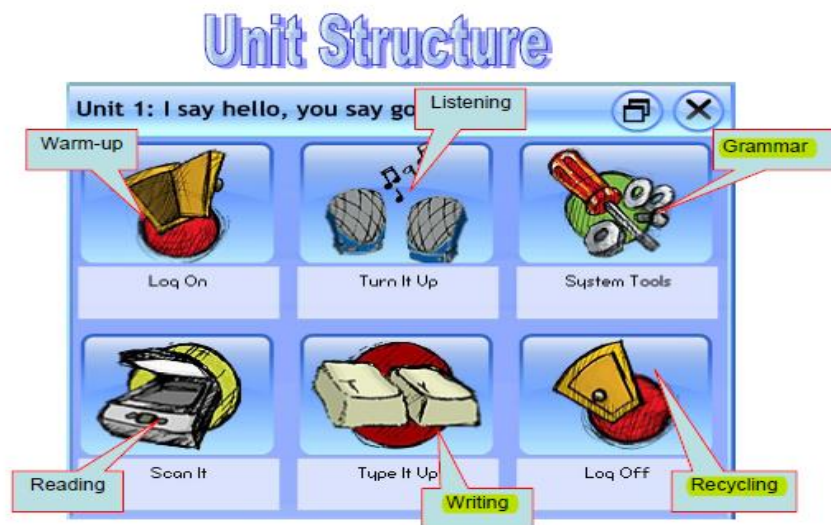 Unit Structure
Unit 1: I say hello, you say go
Listening
Warm-up
Grammar
Log On
Turn It Up
System Tools
Reading
Scan It
Type It Up
Writing
Log Off
Recycling